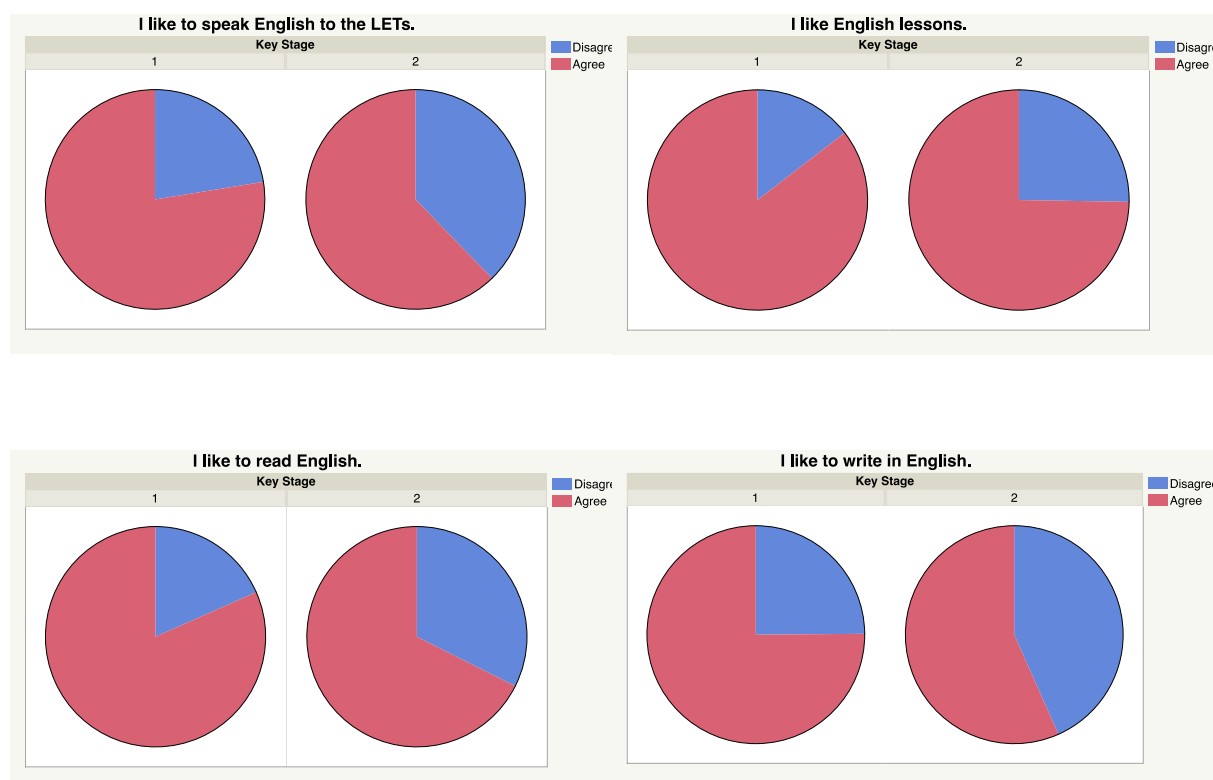 I like to speak English to the LETs.
Key Stage
1 2
Disagre
Agree
I like English lessons.
Key Stage
1 2
Disagr
Agree
I like to read English.
Key Stage
1 2
Disagre
Agree
I like to write in English.
Key Stage
1 2
Disagre
Agree